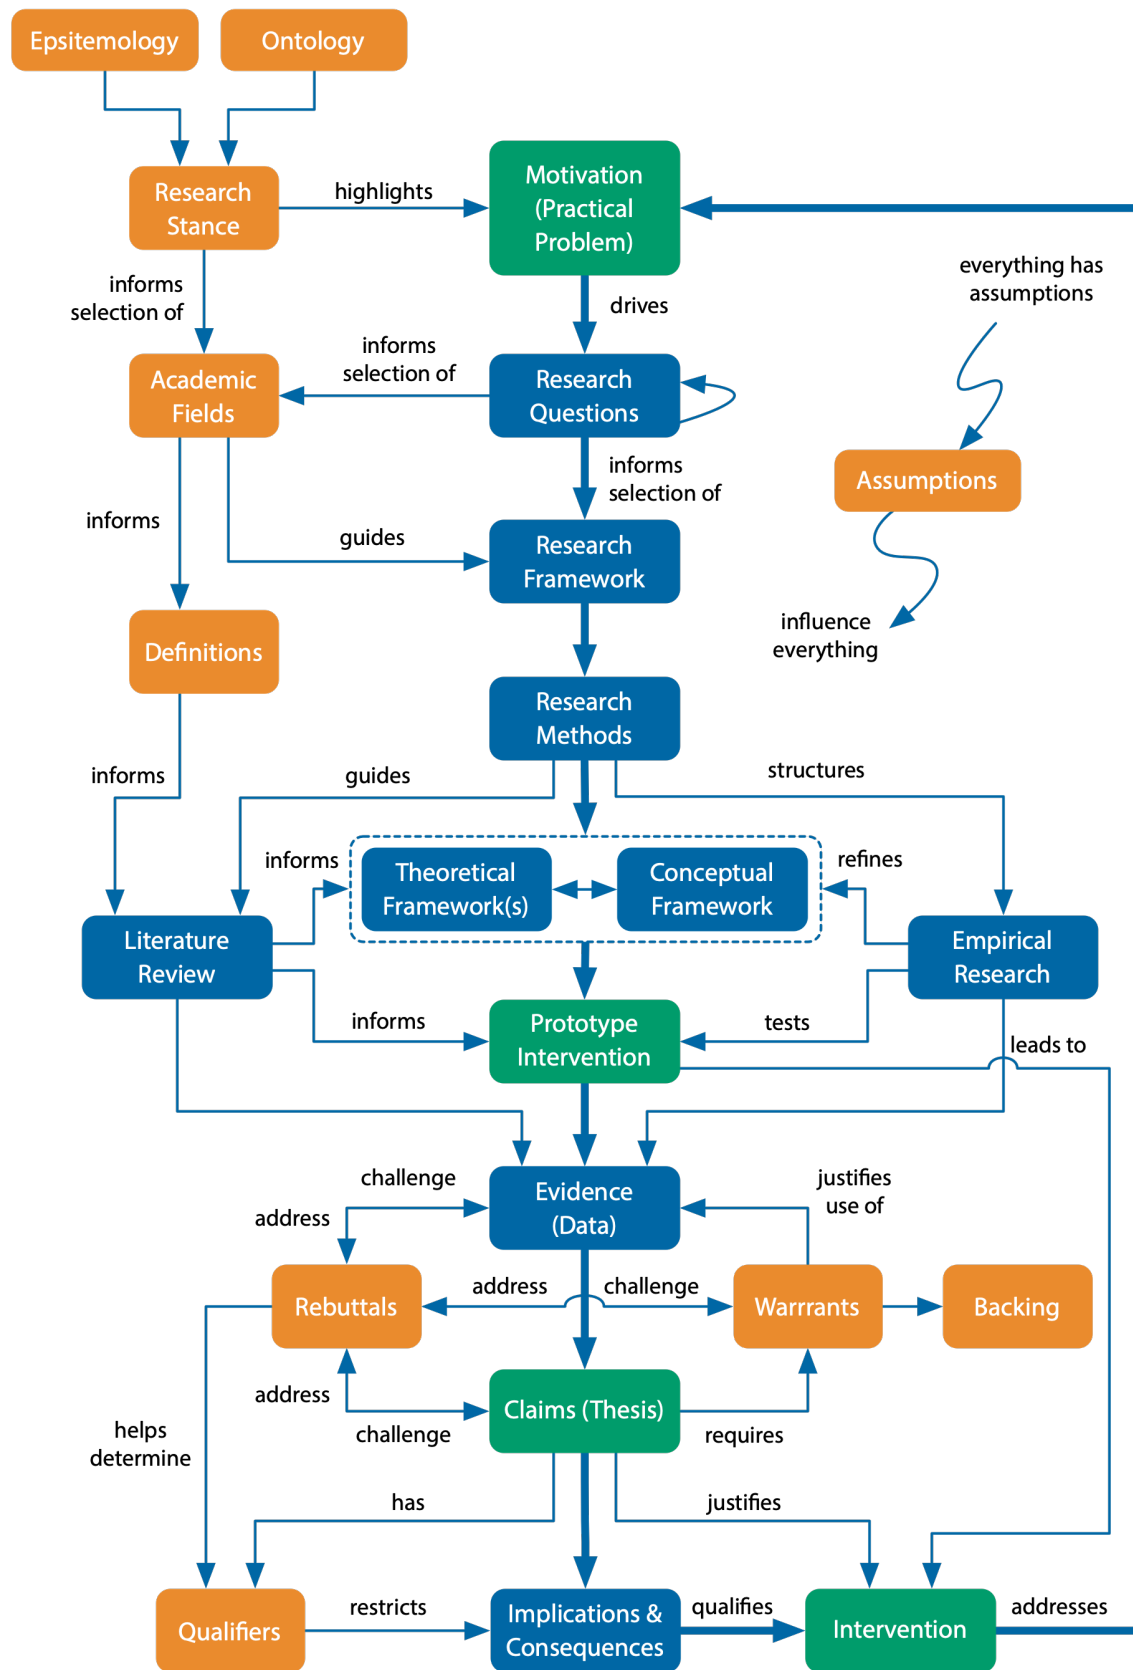 Epsitemology
Ontology
Research
Stance
highlights
Motivation
(Practical
Problem)
informs
selection of
drives
everything has
assumptions
Academic
Fields
informs
selection of
Research
Questions
informs
selection of
Assumptions
informs
guides
Research
Framework
influence
everything
Definitions
Research
Methods
informs
guides
structures
informs
Theoretical
Framework(s)
Conceptual
Framework
refines
Literature
Review
Empirical
Research
informs
Prototype
Intervention
tests
leads to
challenge
address
Evidence
(Data)
justifies
use of
Rebuttals
address
challenge
Warrrants
Backing
address
challenge
Claims (Thesis)
requires
helps
determine
has
justifies
Qualifiers
restricts
Implications &
Consequences
qualifies
Intervention
addresses